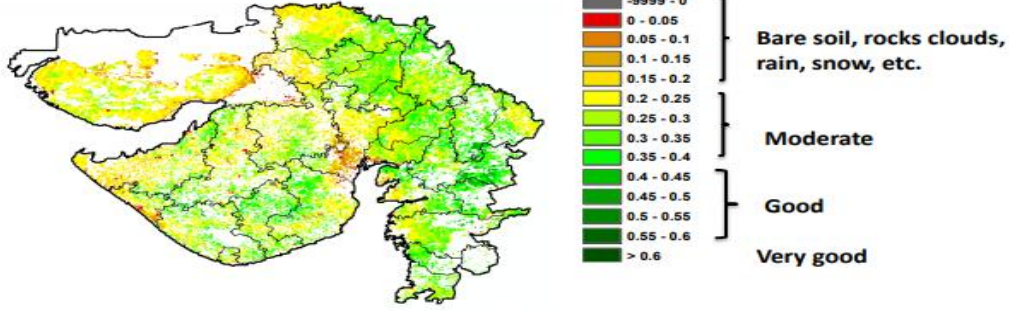 -9999 - 0
0 - 0.05
0.05 - 0.1
0.1 - 0.15
0.15 - 0.2
0.2 - 0.25
0.25 - 0.3
0.3 - 0.35
0.35 - 0.4
0.4 - 0.45
0.45 - 0.5
0.5 - 0.55
0.55 - 0.6
> 0.6
Bare soil, rocks clouds,
rain, snow, etc.
Moderate
Good
Very good